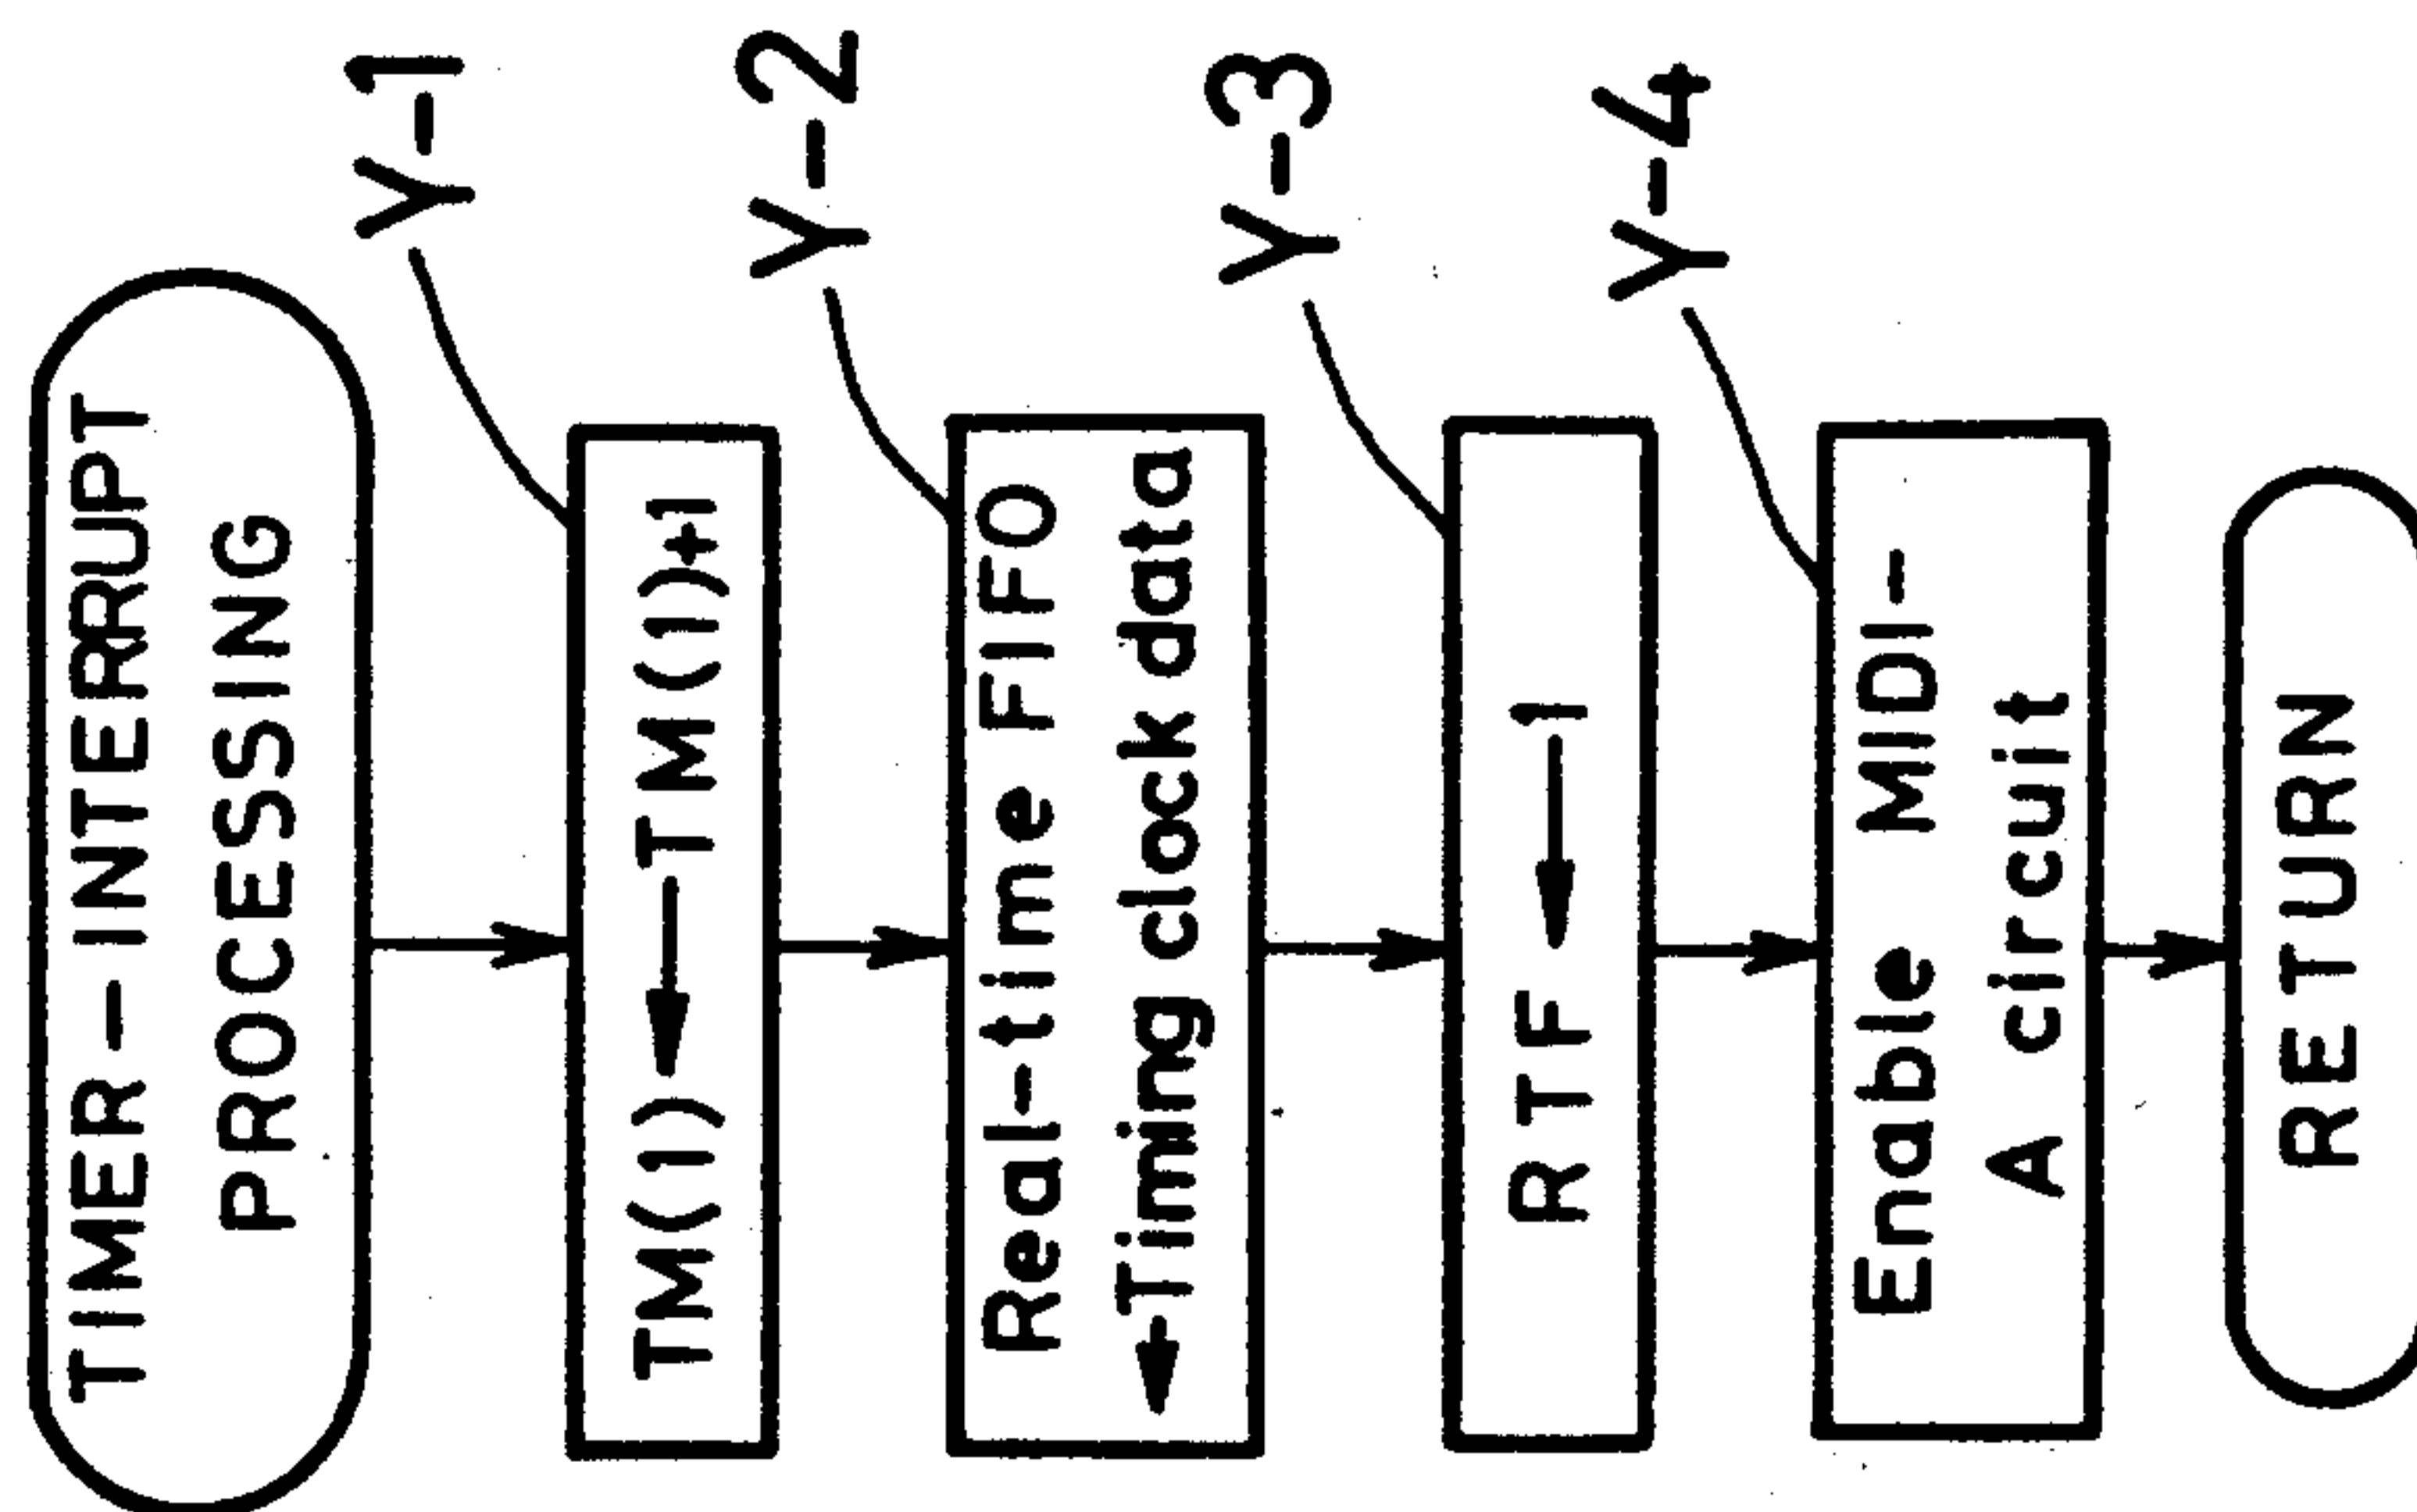 TIMER-INTERRUPT
PROCESSING
Y-1
TM(1)←TM(1)+1
Y-2
Real-time FIFO
←Timing clock data
Y-3
RTF ←1
Y-4
Enable MIDI-
A circuit
RETURN